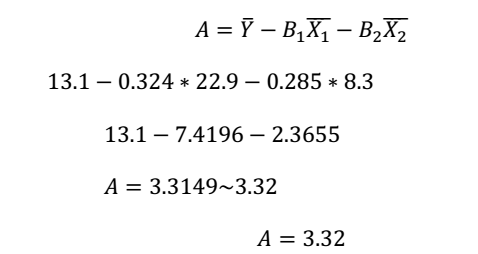 A = Ȳ − B₁X̅₁̅ − B₂X̅₂̅
13.1 − 0.324 * 22.9 − 0.285 * 8.3
13.1 − 7.4196 − 2.3655
A = 3.3149~3.32
A = 3.32